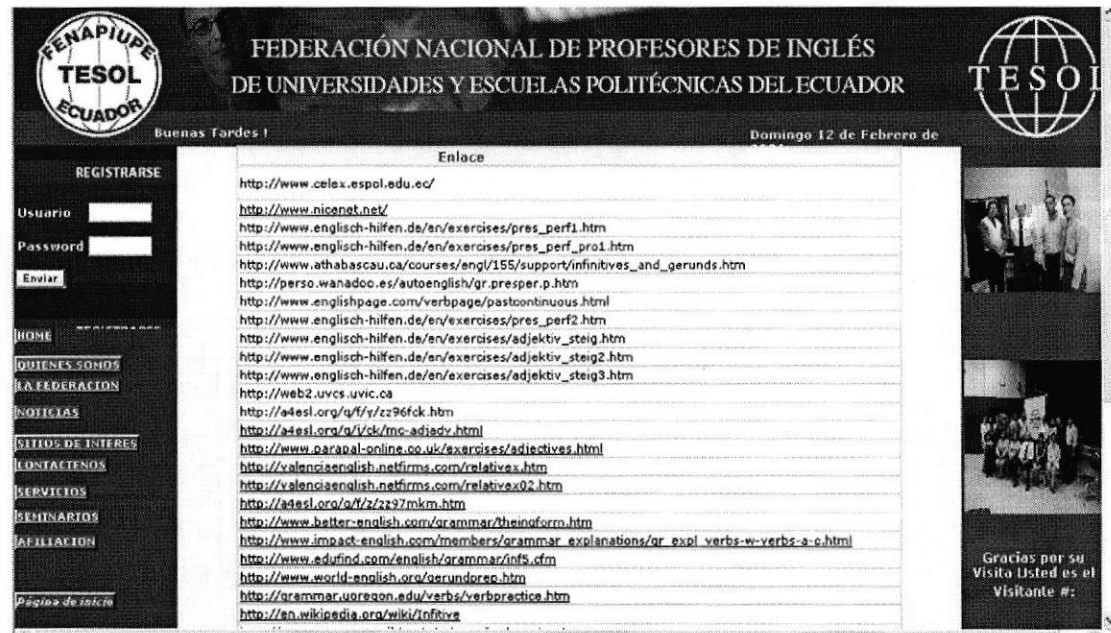 FENAPIUPE
TESOL
ECUADOR
FEDERACIÓN NACIONAL DE PROFESORES DE INGLÉS
DE UNIVERSIDADES Y ESCUELAS POLITÉCNICAS DEL ECUADOR
TESOL
Buenas Tardes !
Domingo 12 de Febrero de
REGISTRARSE
Usuario
Password
Enviar
HOME
QUIENES SOMOS
LA FEDERACION
NOTICIAS
SITIOS DE INTERES
CONTACTENOS
SERVICIOS
SEMINARIOS
AFILIACION
Página de inicio
Enlace
http://www.celex.espol.edu.ec/
http://www.nicenet.net/
http://www.englisch-hilfen.de/en/exercises/pres_perf1.htm
http://www.englisch-hilfen.de/en/exercises/pres_perf_pro1.htm
http://www.athabascau.ca/courses/engl/155/support/infinitives_and_gerunds.htm
http://perso.wanadoo.es/autoenglish/gr.presper.p.htm
http://www.englishpage.com/verbpage/pastcontinuous.html
http://www.englisch-hilfen.de/en/exercises/pres_perf2.htm
http://www.englisch-hilfen.de/en/exercises/adjektiv_steig.htm
http://www.englisch-hilfen.de/en/exercises/adjektiv_steig2.htm
http://www.englisch-hilfen.de/en/exercises/adjektiv_steig3.htm
http://web2.uvcs.uvic.ca
http://a4esl.org/q/f/y/zz96fck.htm
http://a4esl.org/q/j/ck/mc-adjadv.html
http://www.parapal-online.co.uk/exercises/adjectives.html
http://valenciaenglish.netfirms.com/relativex.htm
http://valenciaenglish.netfirms.com/relativex02.htm
http://a4esl.org/q/f/z/zz97mkm.htm
http://www.better-english.com/grammar/theingform.htm
http://www.impact-english.com/members/grammar_explanations/gr_expl_verbs-w-verbs-a-c.html
http://www.edufind.com/english/grammar/inf5.cfm
http://www.world-english.org/gerundprep.htm
http://grammar.uoregon.edu/verbs/verbpractice.htm
http://en.wikipedia.org/wiki/Infitive
Gracias por su
Visita Usted es el
Visitante #: